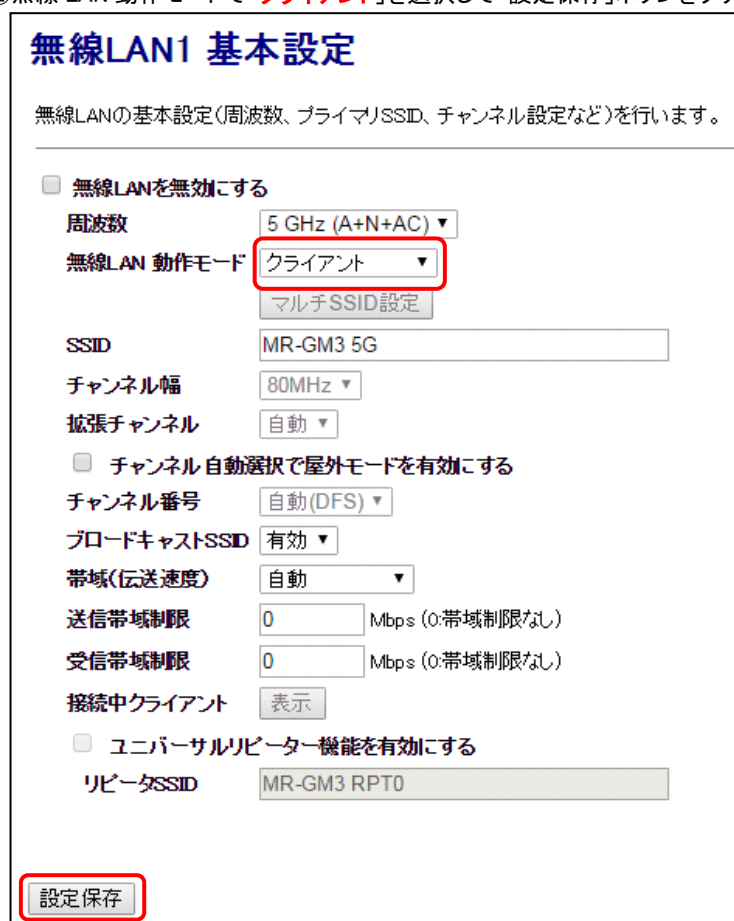 無線LAN1 基本設定
無線LANの基本設定(周波数、プライマリSSID、チャンネル設定など)を行います。
無線LANを無効にする
周波数 5 GHz (A+N+AC)
無線LAN 動作モード クライアント
マルチSSID設定
SSID MR-GM3 5G
チャンネル幅 80MHz
拡張チャンネル 自動
チャンネル自動選択で屋外モードを有効にする
チャンネル番号 自動(DFS)
ブロードキャストSSID 有効
帯域(伝送速度) 自動
送信帯域制限 0 Mbps (0:帯域制限なし)
受信帯域制限 0 Mbps (0:帯域制限なし)
接続中クライアント 表示
ユニバーサルリピーター機能を有効にする
リピータSSID MR-GM3 RPT0
設定保存